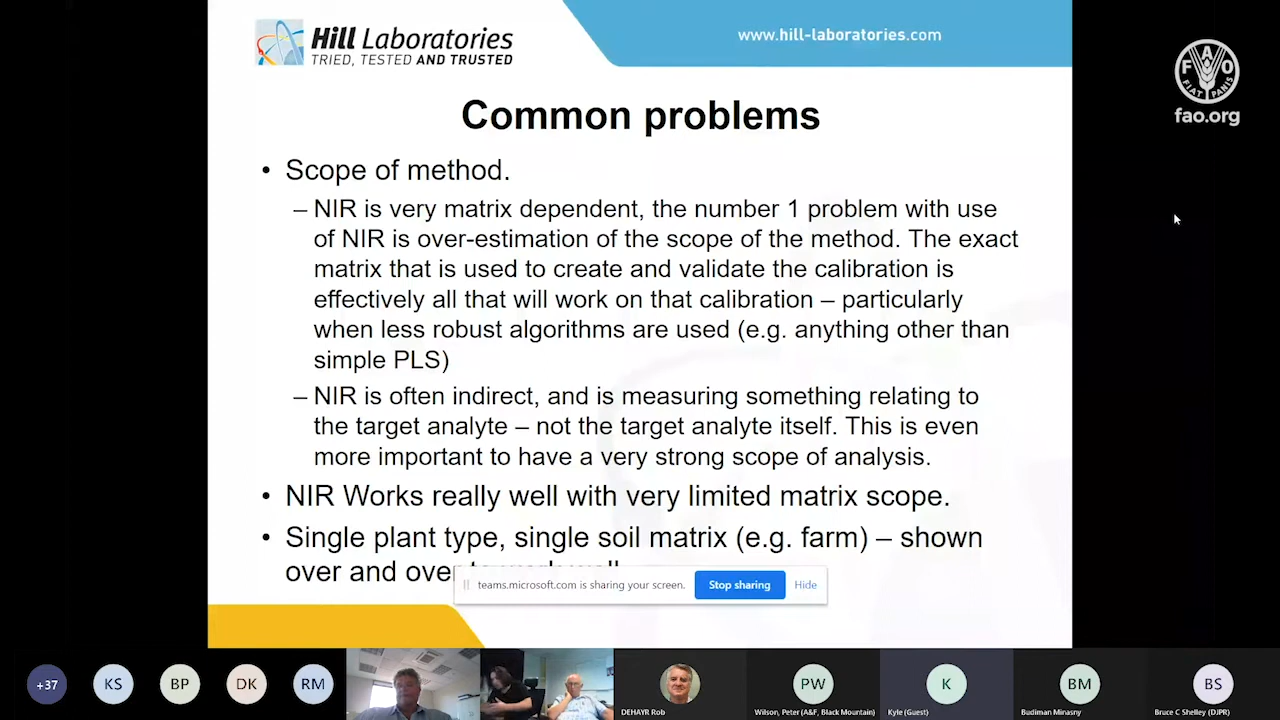 Hill Laboratories
TRIED, TESTED AND TRUSTED
www.hill-laboratories.com
FAO
FIAT PANIS
fao.org
Common problems
• Scope of method.
– NIR is very matrix dependent, the number 1 problem with use
of NIR is over-estimation of the scope of the method. The exact
matrix that is used to create and validate the calibration is
effectively all that will work on that calibration – particularly
when less robust algorithms are used (e.g. anything other than
simple PLS)
– NIR is often indirect, and is measuring something relating to
the target analyte – not the target analyte itself. This is even
more important to have a very strong scope of analysis.
• NIR Works really well with very limited matrix scope.
• Single plant type, single soil matrix (e.g. farm) – shown
over and over
teams.microsoft.com is sharing your screen. Stop sharing Hide
+37 KS BP DK RM PW K BM BS
DEHAYR Rob Wilson, Peter (A&F, Black Mountain) Kyle (Guest) Budiman Minasny Bruce C Shelley (DJPR)